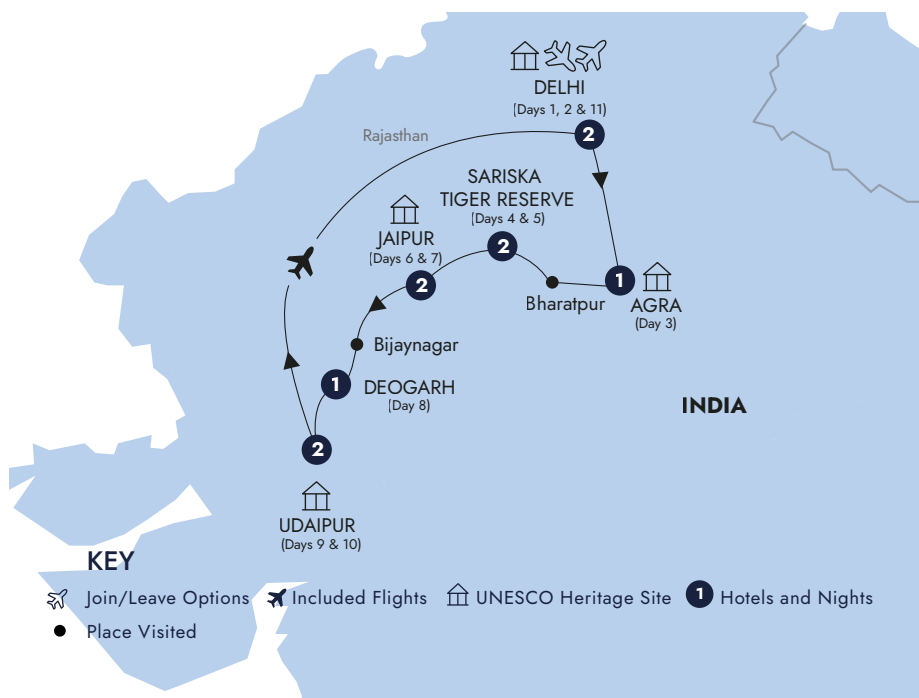 DELHI
(Days 1, 2 & 11)
2
Rajasthan
SARISKA
TIGER RESERVE
(Days 4 & 5)
2
JAIPUR
(Days 6 & 7)
2
Bharatpur
1
AGRA
(Day 3)
Bijaynagar
1
DEOGARH
(Day 8)
INDIA
2
UDAIPUR
(Days 9 & 10)
KEY
Join/Leave Options
Included Flights
UNESCO Heritage Site
1
Hotels and Nights
Place Visited